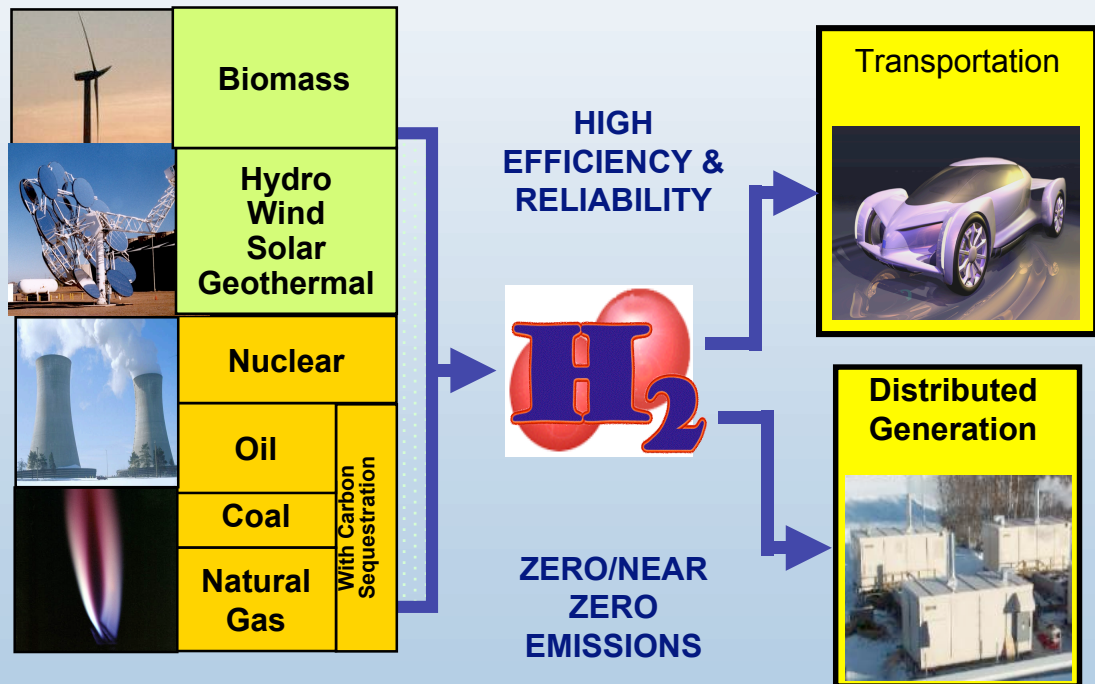 Biomass
Hydro
Wind
Solar
Geothermal
Nuclear
Oil
Coal
Natural
Gas
With Carbon
Sequestration
HIGH
EFFICIENCY &
RELIABILITY
H2
ZERO/NEAR
ZERO
EMISSIONS
Transportation
Distributed
Generation